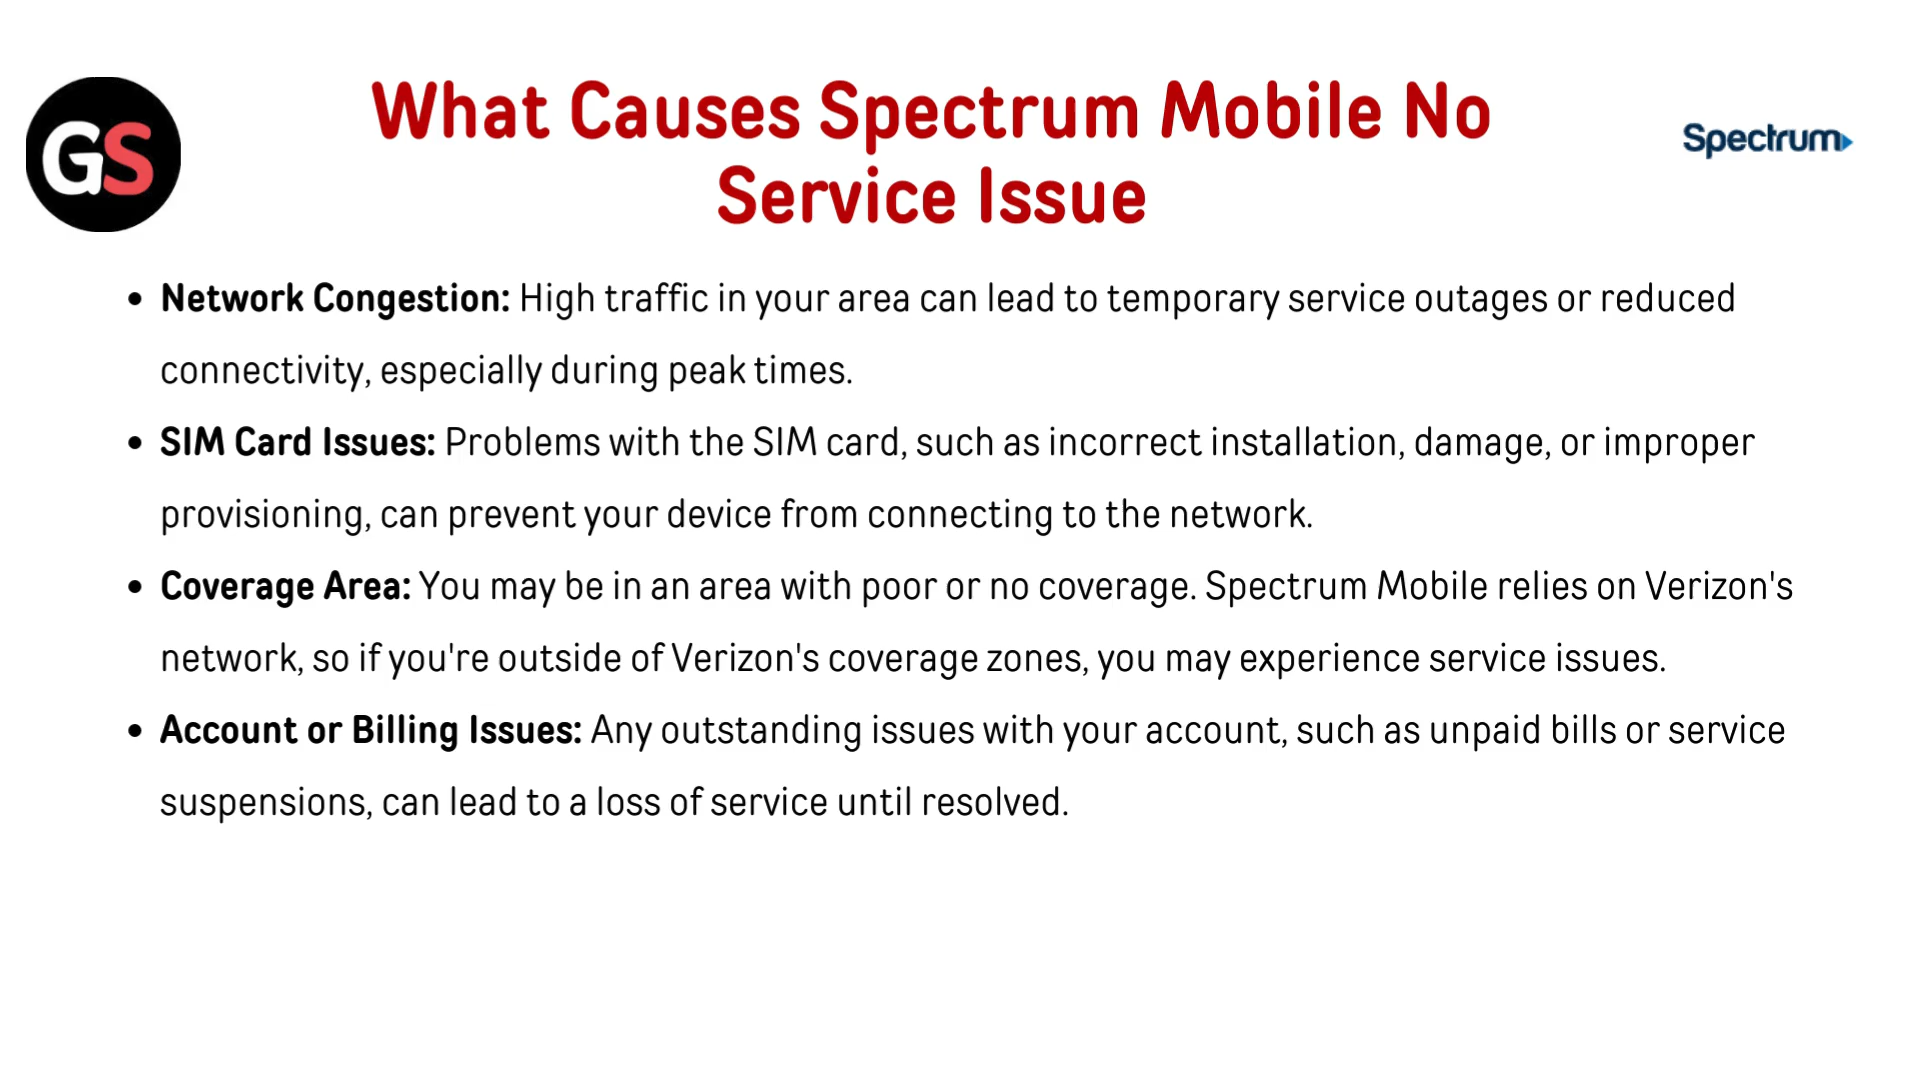 GS
What Causes Spectrum Mobile No
Service Issue
Spectrum
• Network Congestion: High traffic in your area can lead to temporary service outages or reduced
connectivity, especially during peak times.
• SIM Card Issues: Problems with the SIM card, such as incorrect installation, damage, or improper
provisioning, can prevent your device from connecting to the network.
• Coverage Area: You may be in an area with poor or no coverage. Spectrum Mobile relies on Verizon's
network, so if you're outside of Verizon's coverage zones, you may experience service issues.
• Account or Billing Issues: Any outstanding issues with your account, such as unpaid bills or service
suspensions, can lead to a loss of service until resolved.